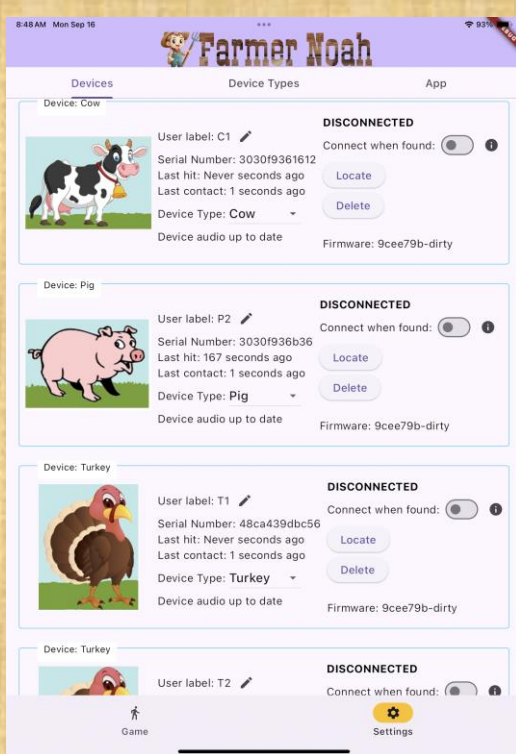 8:48 AM Mon Sep 16
93%
Farmer Noah
Devices
Device Types
App
Device: Cow
User label: C1
Serial Number: 3030f9361612
Last hit: Never seconds ago
Last contact: 1 seconds ago
Device Type: Cow
Device audio up to date
DISCONNECTED
Connect when found:
Locate
Delete
Firmware: 9cee79b-dirty
Device: Pig
User label: P2
Serial Number: 3030f936b36
Last hit: 167 seconds ago
Last contact: 1 seconds ago
Device Type: Pig
Device audio up to date
DISCONNECTED
Connect when found:
Locate
Delete
Firmware: 9cee79b-dirty
Device: Turkey
User label: T1
Serial Number: 48ca439dbc56
Last hit: Never seconds ago
Last contact: 1 seconds ago
Device Type: Turkey
Device audio up to date
DISCONNECTED
Connect when found:
Locate
Delete
Firmware: 9cee79b-dirty
Device: Turkey
User label: T2
DISCONNECTED
Connect when found:
Game
Settings